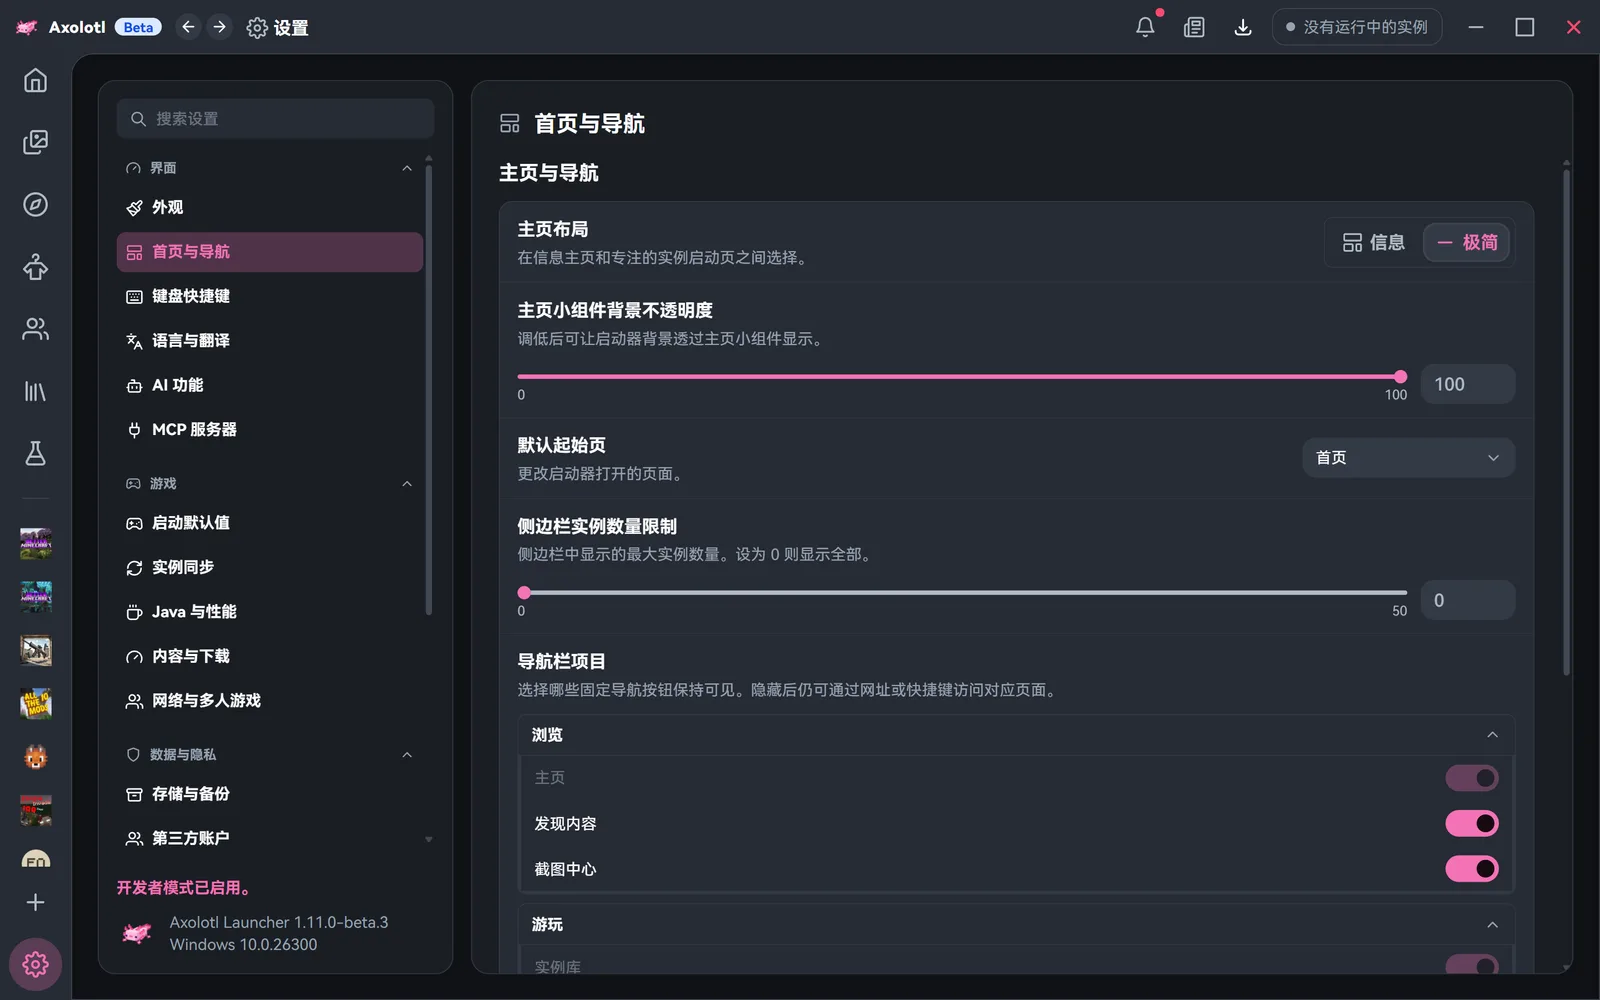 Axolotl Beta 设置 没有运行中的实例
搜索设置
界面
外观
首页与导航
键盘快捷键
语言与翻译
AI 功能
MCP 服务器
游戏
启动默认值
实例同步
Java 与性能
内容与下载
网络与多人游戏
数据与隐私
存储与备份
第三方账户
开发者模式已启用。
Axolotl Launcher 1.11.0-beta.3
Windows 10.0.26300
首页与导航
主页与导航
主页布局
在信息主页和专注的实例启动页之间选择。
信息 极简
主页小组件背景不透明度
调低后可让启动器背景透过主页小组件显示。
0 100 100
默认起始页
更改启动器打开的页面。
首页
侧边栏实例数量限制
侧边栏中显示的最大实例数量。设为 0 则显示全部。
0 50 0
导航栏项目
选择哪些固定导航按钮保持可见。隐藏后仍可通过网址或快捷键访问对应页面。
浏览
主页
发现内容
截图中心
游玩
实例库